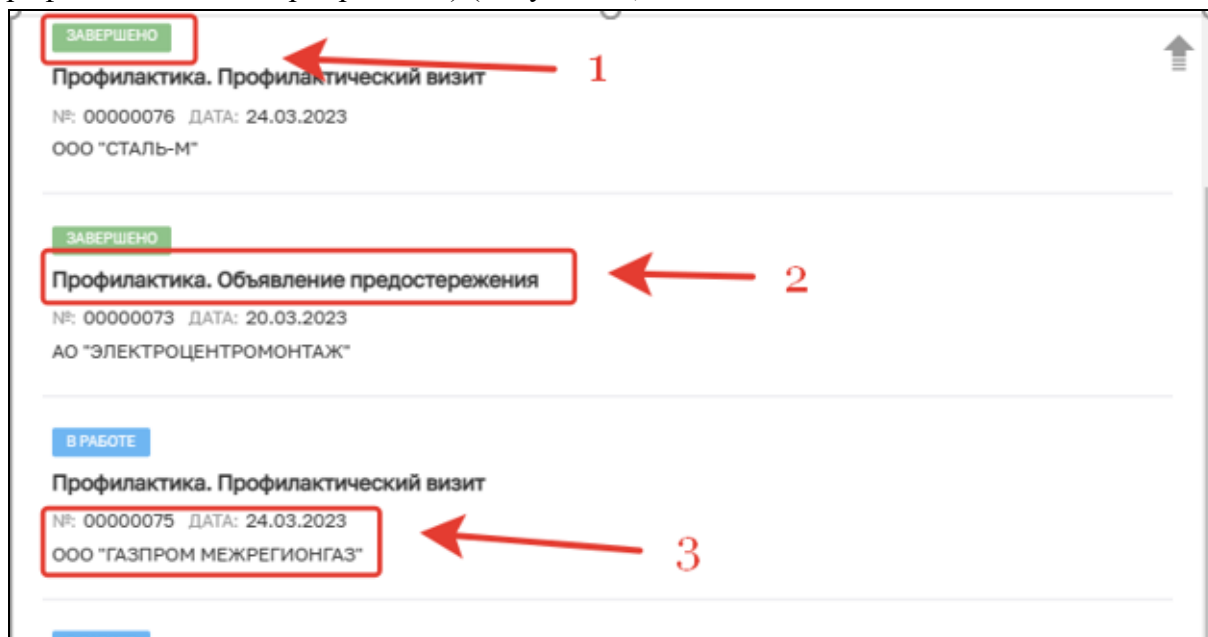 ЗАВЕРШЕНО
1
Профилактика. Профилактический визит
№: 00000076 ДАТА: 24.03.2023
ООО "СТАЛЬ-М"
ЗАВЕРШЕНО
Профилактика. Объявление предостережения
2
№: 00000073 ДАТА: 20.03.2023
АО "ЭЛЕКТРОЦЕНТРОМОНТАЖ"
В РАБОТЕ
Профилактика. Профилактический визит
№: 00000075 ДАТА: 24.03.2023
ООО "ГАЗПРОМ МЕЖРЕГИОНГАЗ"
3